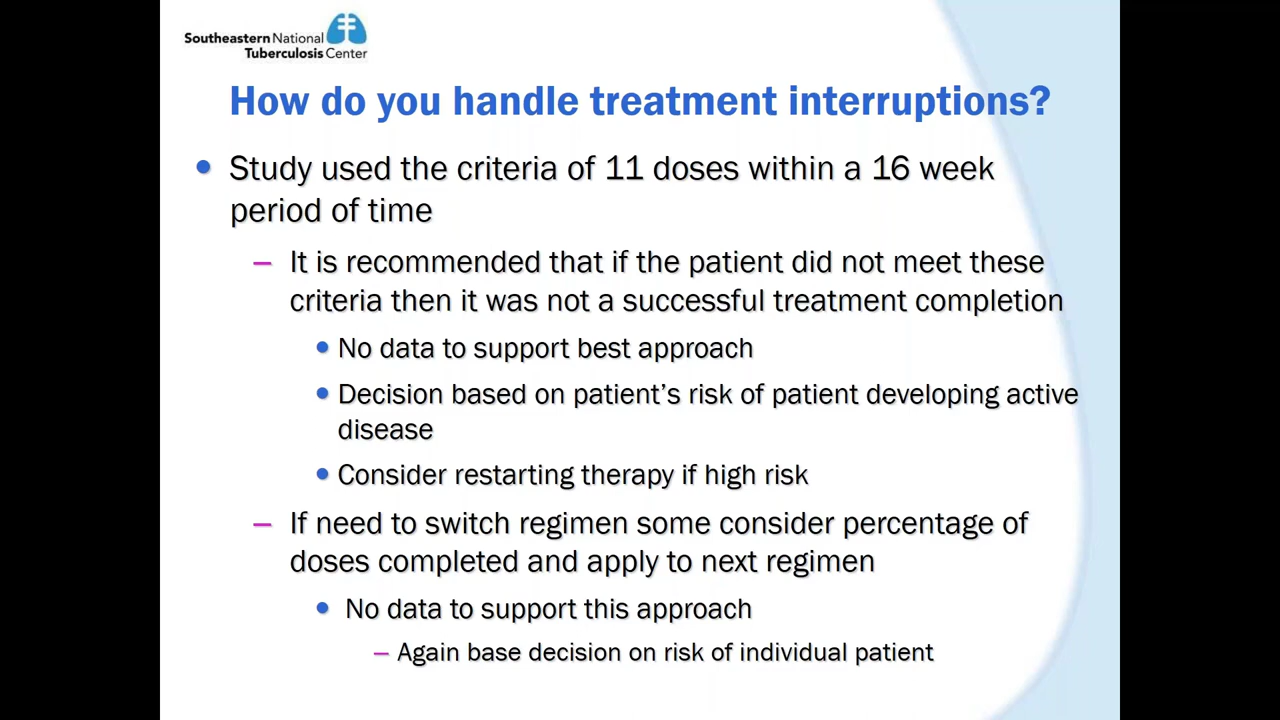 Southeastern National
Tuberculosis Center
How do you handle treatment interruptions?
• Study used the criteria of 11 doses within a 16 week
period of time
– It is recommended that if the patient did not meet these
criteria then it was not a successful treatment completion
• No data to support best approach
• Decision based on patient’s risk of patient developing active
disease
• Consider restarting therapy if high risk
– If need to switch regimen some consider percentage of
doses completed and apply to next regimen
• No data to support this approach
– Again base decision on risk of individual patient